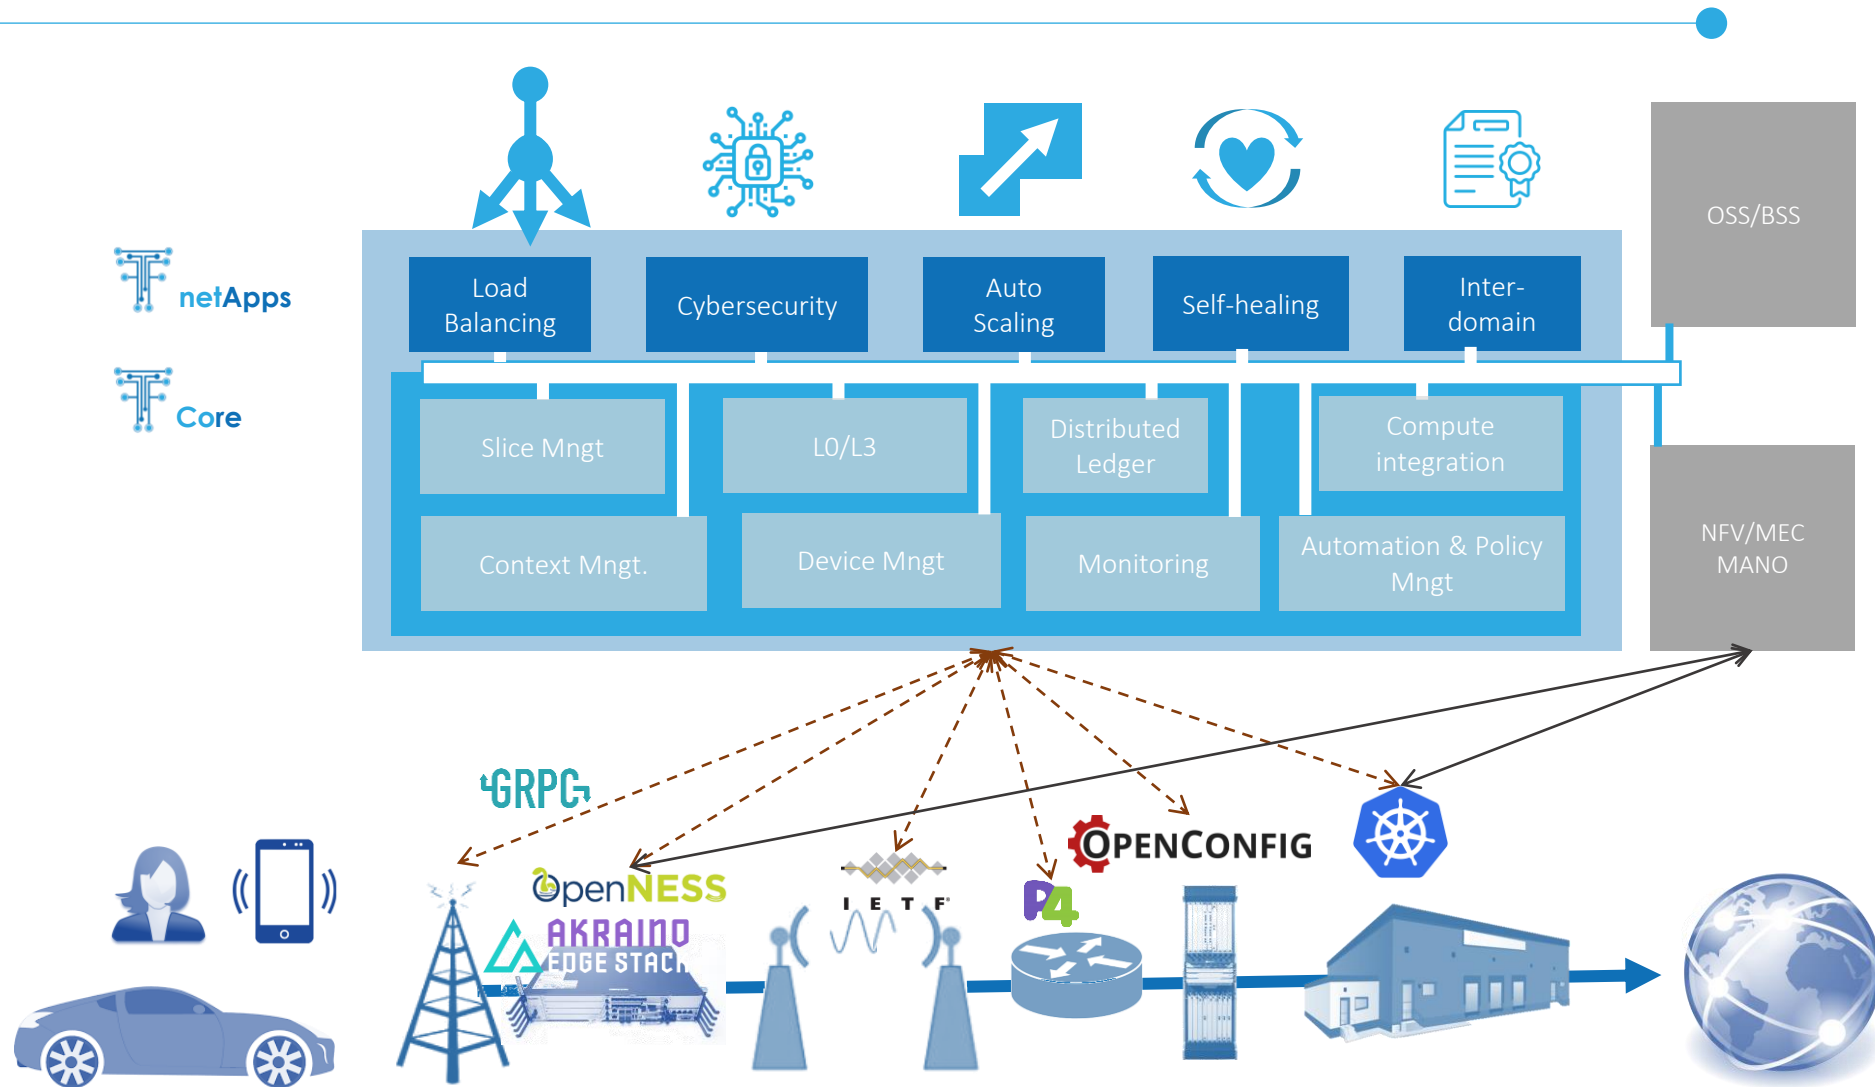 OSS/BSS
netApps
Load
Balancing
Cybersecurity
Auto
Scaling
Self-healing
Inter-
domain
Core
Slice Mngt
L0/L3
Distributed
Ledger
Compute
integration
Context Mngt.
Device Mngt
Monitoring
Automation & Policy
Mngt
NFV/MEC
MANO
GRPC
OPENCONFIG
OpenNESS
IETF
P4
AKRAINO
EDGE STACK